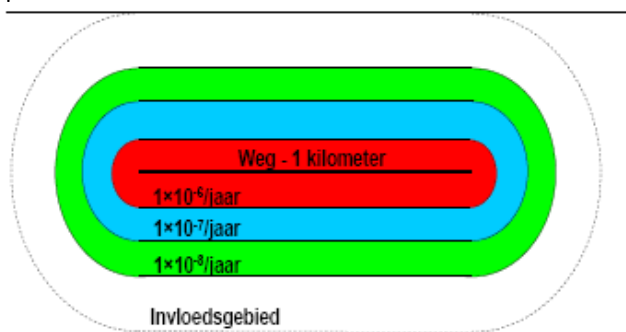 Weg - 1 kilometer
1×10⁻⁶/jaar
1×10⁻⁷/jaar
1×10⁻⁸/jaar
Invloedsgebied